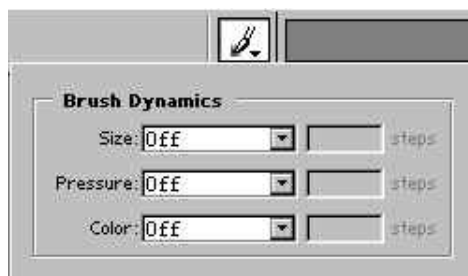 Brush Dynamics
Size: Off steps
Pressure: Off steps
Color: Off steps